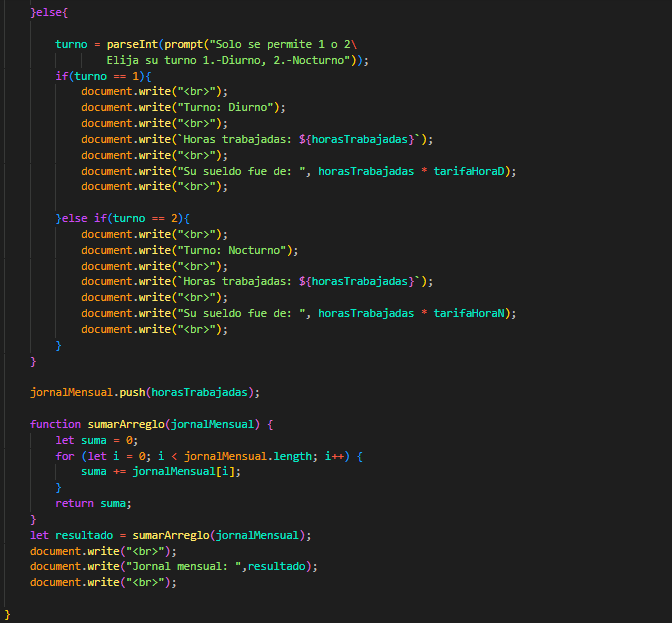 }else{
turno = parseInt(prompt("Solo se permite 1 o 2\
Elija su turno 1.-Diurno, 2.-Nocturno"));
if(turno == 1){
document.write("<br>");
document.write("Turno: Diurno");
document.write("<br>");
document.write(`Horas trabajadas: ${horasTrabajadas}`);
document.write("<br>");
document.write("Su sueldo fue de: ", horasTrabajadas * tarifaHoraD);
document.write("<br>");
}else if(turno == 2){
document.write("<br>");
document.write("Turno: Nocturno");
document.write("<br>");
document.write(`Horas trabajadas: ${horasTrabajadas}`);
document.write("<br>");
document.write("Su sueldo fue de: ", horasTrabajadas * tarifaHoraN);
document.write("<br>");
}
}
jornalMensual.push(horasTrabajadas);
function sumarArreglo(jornalMensual) {
let suma = 0;
for (let i = 0; i < jornalMensual.length; i++) {
suma += jornalMensual[i];
}
return suma;
}
let resultado = sumarArreglo(jornalMensual);
document.write("<br>");
document.write("Jornal mensual: ",resultado);
document.write("<br>");
}